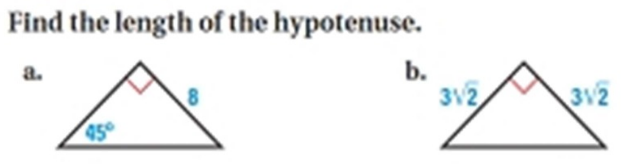 Find the length of the hypotenuse.
a.
b.
8
45°
3√2
3√2